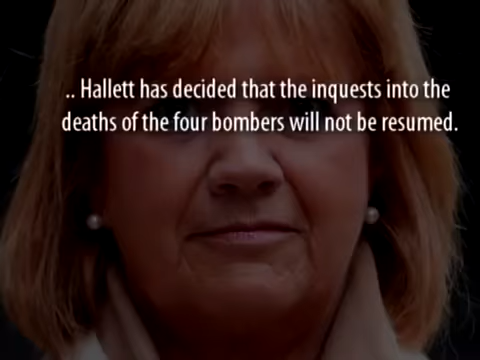 .. Hallett has decided that the inquests into the
deaths of the four bombers will not be resumed.